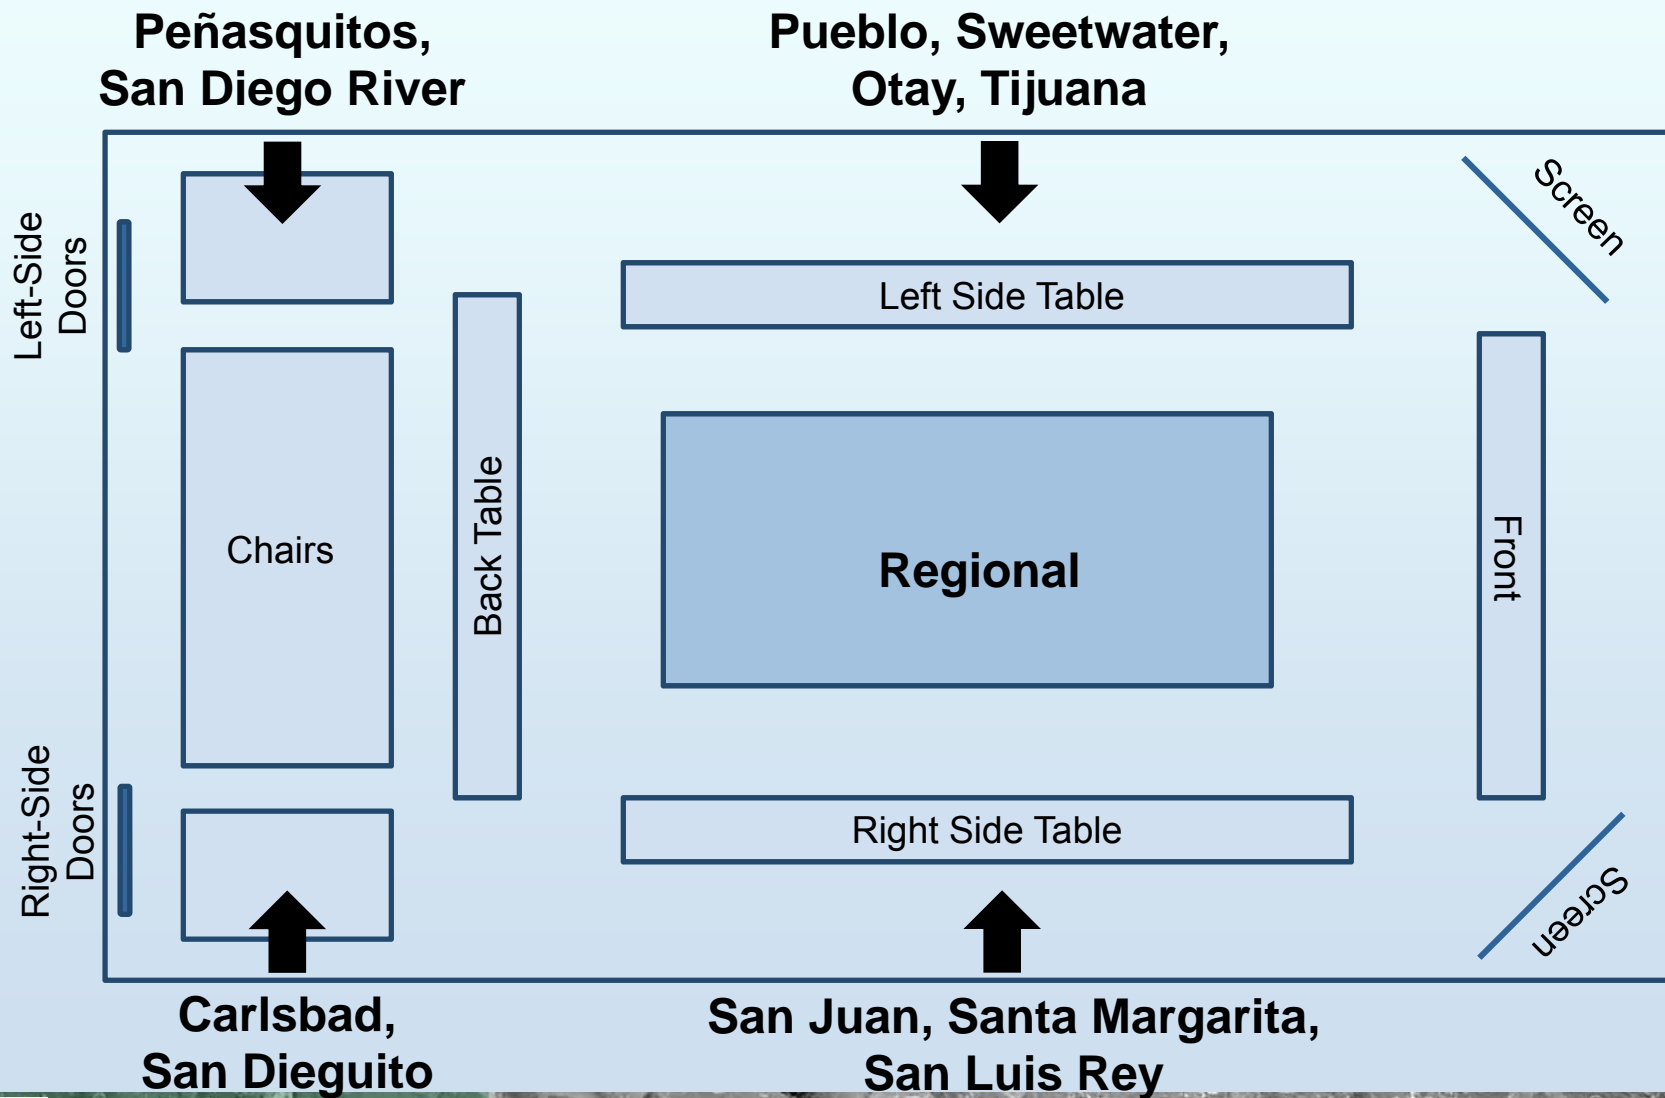 Peñasquitos,
San Diego River
Pueblo, Sweetwater,
Otay, Tijuana
Screen
Left-Side
Doors
Left Side Table
Chairs
Back Table
Regional
Front
Right-Side
Doors
Right Side Table
Screen
Carlsbad,
San Dieguito
San Juan, Santa Margarita,
San Luis Rey